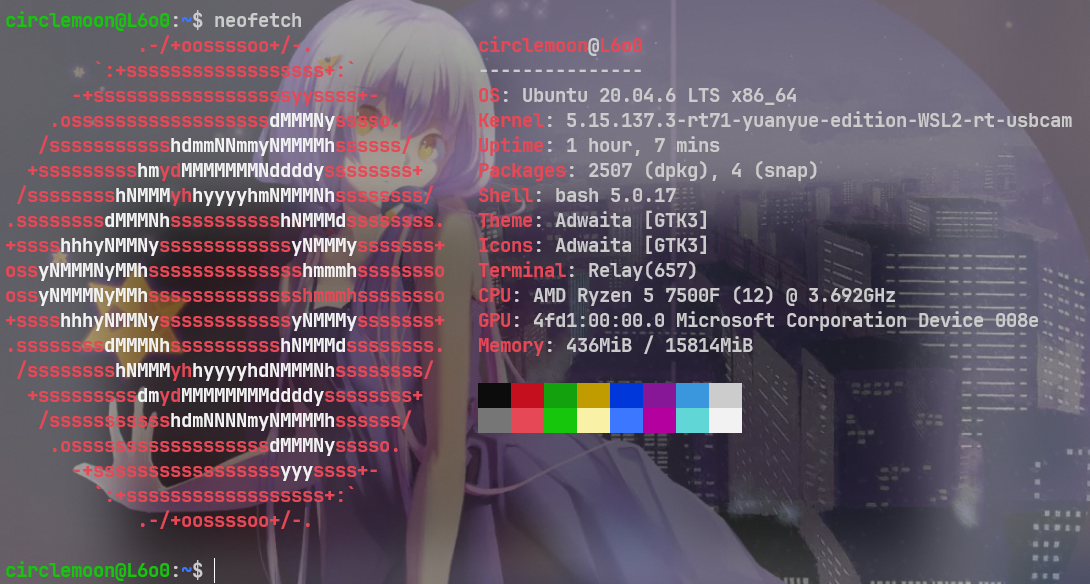 circlemoon@L6o0:~$ neofetch
.-/+oossssoo+/-.
`:+ssssssssssssssssss+:`
-+ssssssssssssssssssyyssss+-
.ossssssssssssssssssdMMMNysssso.
/ssssssssssshdmmNNmmyNMMMMhssssss/
+ssssssssshmydMMMMMMMNddddyssssssss+
/sssssssshNMMMyhhyyyyhmNMMMNhssssssss/
.ssssssssdMMMNhsssssssssshNMMMdssssssss.
+sssshhhyNMMNyssssssssssssyNMMMysssssss+
ossyNMMMNyMMhsssssssssssssshmmmhssssssso
ossyNMMMNyMMhsssssssssssssshmmmhssssssso
+sssshhhyNMMNyssssssssssssyNMMMysssssss+
.ssssssssdMMMNhsssssssssshNMMMdssssssss.
/sssssssshNMMMyhhyyyyhdNMMMNhssssssss/
+sssssssssdmydMMMMMMMMddddyssssssss+
/ssssssssssshdmNNNNmyNMMMMhssssss/
.ossssssssssssssssssdMMMNysssso.
-+sssssssssssssssssyyyssss+-
`:+ssssssssssssssssss+:`
.-/+oossssoo+/-.
circlemoon@L6o0
---------------
OS: Ubuntu 20.04.6 LTS x86_64
Kernel: 5.15.137.3-rt71-yuanyue-edition-WSL2-rt-usbcam
Uptime: 1 hour, 7 mins
Packages: 2507 (dpkg), 4 (snap)
Shell: bash 5.0.17
Theme: Adwaita [GTK3]
Icons: Adwaita [GTK3]
Terminal: Relay(657)
CPU: AMD Ryzen 5 7500F (12) @ 3.692GHz
GPU: 4fd1:00:00.0 Microsoft Corporation Device 008e
Memory: 436MiB / 15814MiB
circlemoon@L6o0:~$